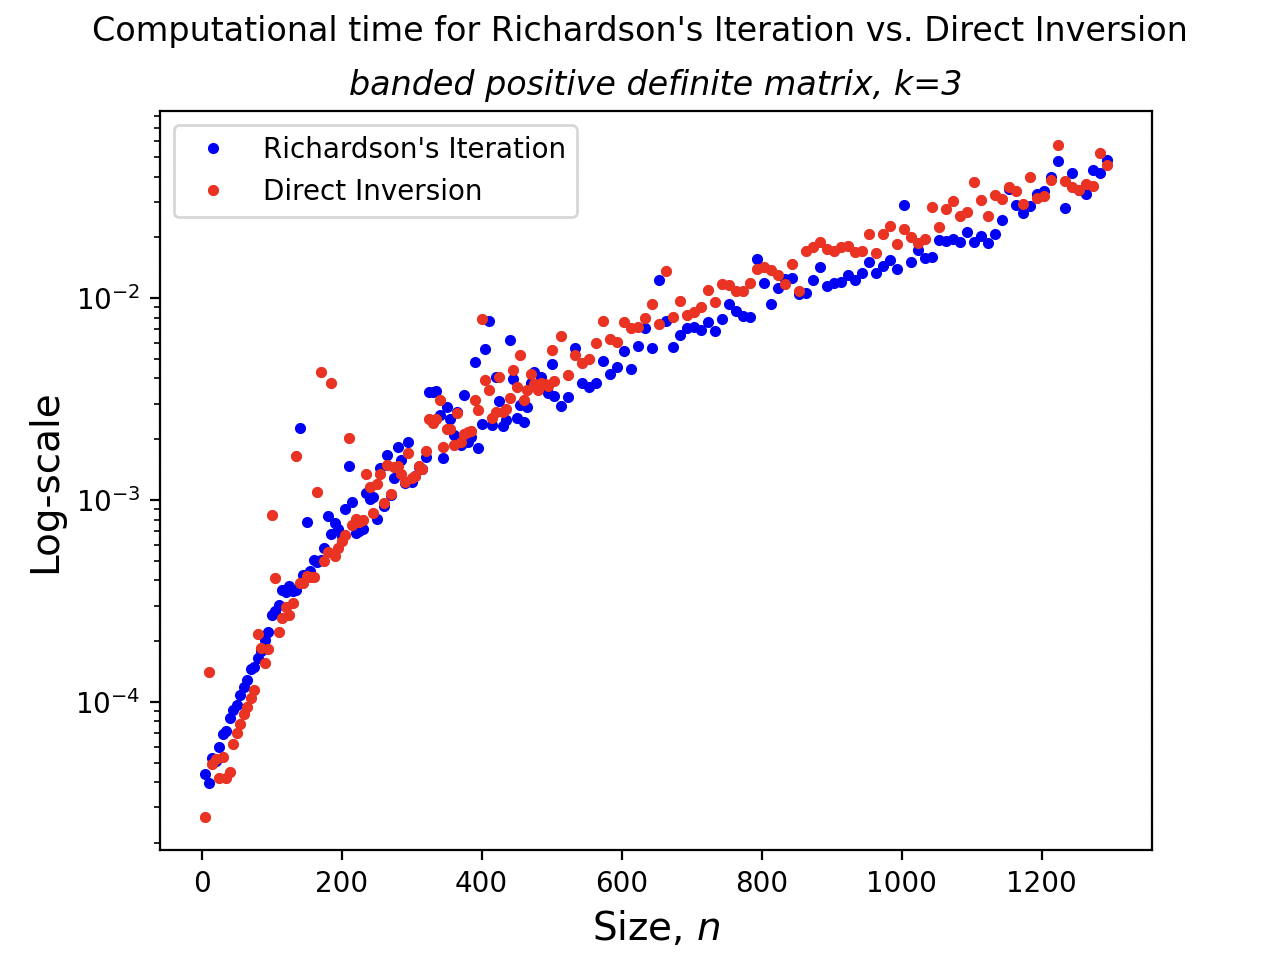 Computational time for Richardson's Iteration vs. Direct Inversion
banded positive definite matrix, k=3
Richardson's Iteration
Direct Inversion
Log-scale
10⁻²
10⁻³
10⁻⁴
0 200 400 600 800 1000 1200
Size, n